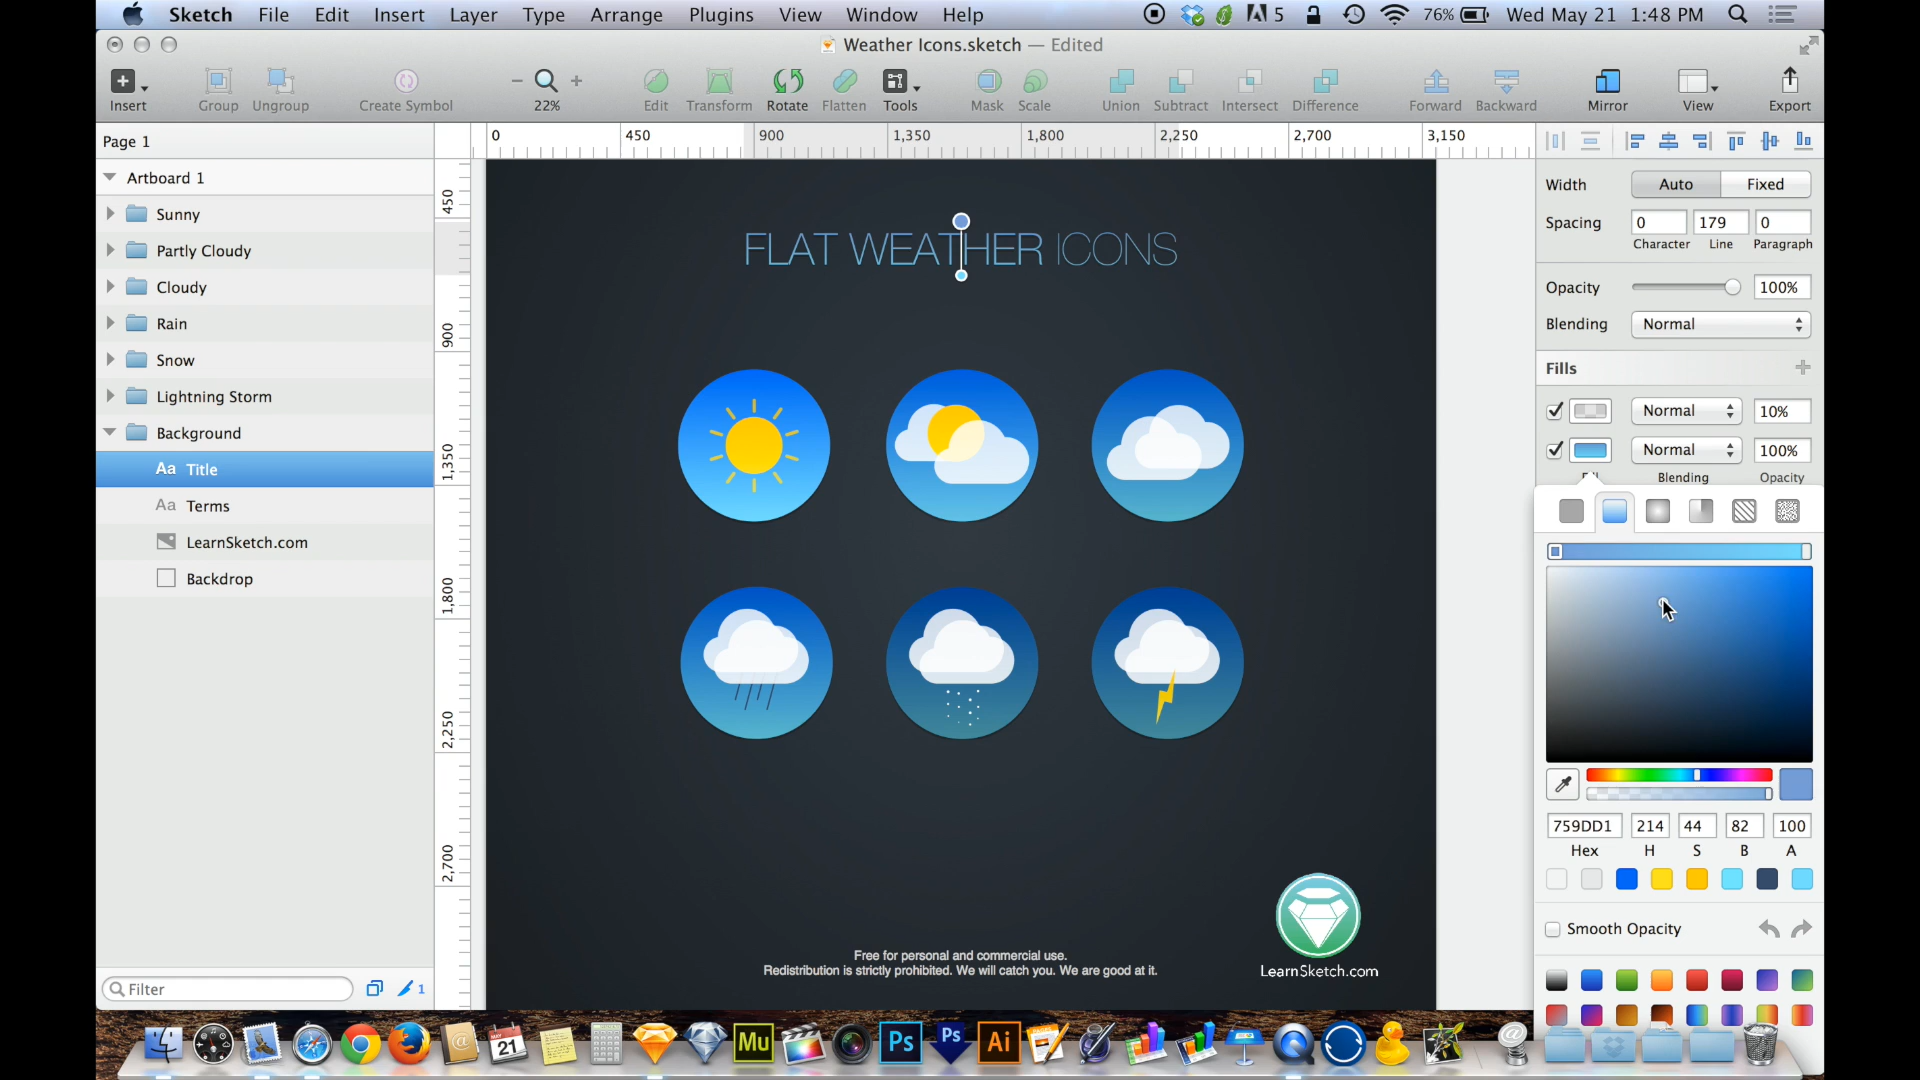 Sketch File Edit Insert Layer Type Arrange Plugins View Window Help 5 76% Wed May 21 1:48 PM
Weather Icons.sketch — Edited
Insert Group Ungroup Create Symbol 22% Edit Transform Rotate Flatten Tools Mask Scale Union Subtract Intersect Difference Forward Backward Mirror View Export
Page 1
0 450 900 1,350 1,800 2,250 2,700 3,150
Artboard 1
Sunny
Partly Cloudy
Cloudy
Rain
Snow
Lightning Storm
Background
Aa Title
Aa Terms
LearnSketch.com
Backdrop
Filter
1
450
900
1,350
1,800
2,250
2,700
FLAT WEATHER ICONS
Free for personal and commercial use.
Redistribution is strictly prohibited. We will catch you. We are good at it.
LearnSketch.com
Width Auto Fixed
Spacing 0 179 0
Character Line Paragraph
Opacity 100%
Blending Normal
Fills
Normal 10%
Normal 100%
Blending Opacity
759DD1 214 44 82 100
Hex H S B A
Smooth Opacity
MAY 21 Mu Ps Ps Ai